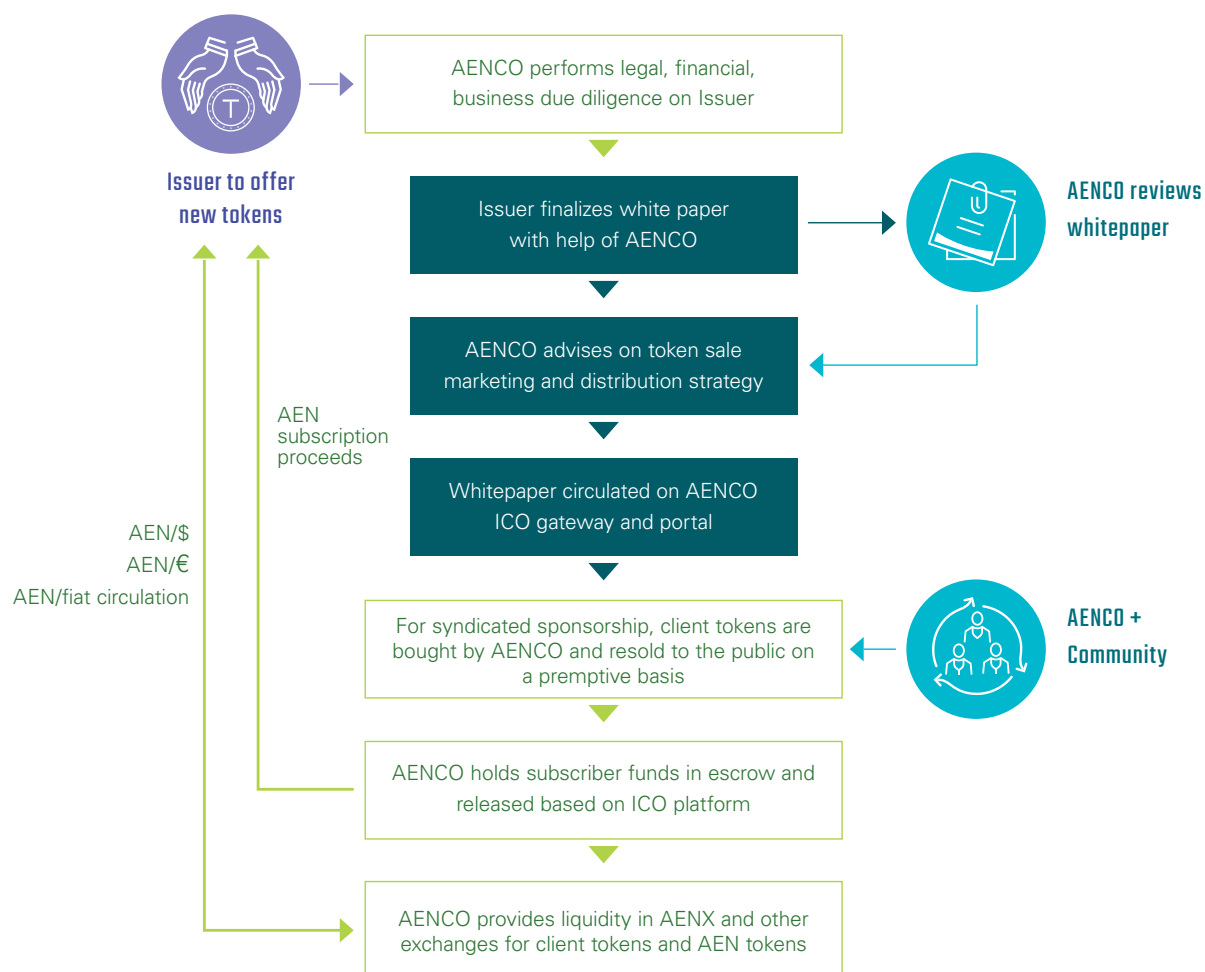 AENCO performs legal, financial,
business due diligence on Issuer
T
Issuer to offer
new tokens
Issuer finalizes white paper
with help of AENCO
AENCO reviews
whitepaper
AENCO advises on token sale
marketing and distribution strategy
AEN
subscription
proceeds
Whitepaper circulated on AENCO
ICO gateway and portal
AEN/$
AEN/€
AEN/fiat circulation
For syndicated sponsorship, client tokens are
bought by AENCO and resold to the public on
a premptive basis
AENCO +
Community
AENCO holds subscriber funds in escrow and
released based on ICO platform
AENCO provides liquidity in AENX and other
exchanges for client tokens and AEN tokens